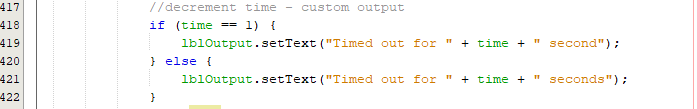 417 //decrement time - custom output
418 if (time == 1) {
419 lblOutput.setText("Timed out for " + time + " second");
420 } else {
421 lblOutput.setText("Timed out for " + time + " seconds");
422 }